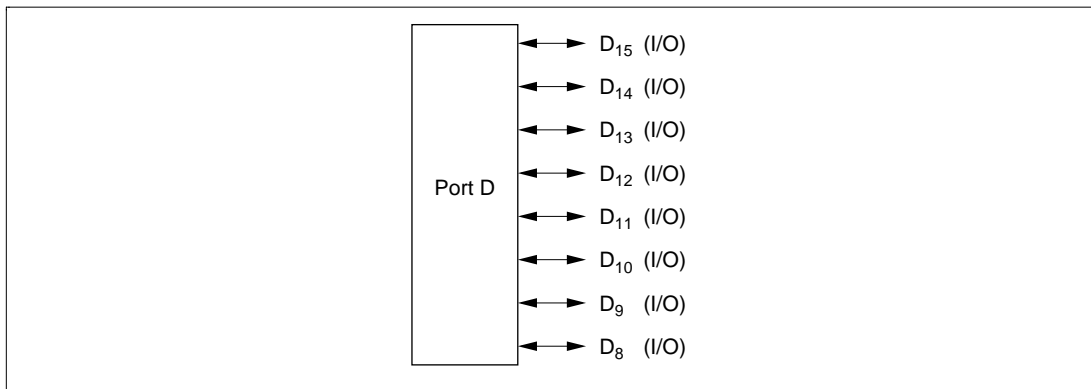 D15 (I/O)
D14 (I/O)
D13 (I/O)
D12 (I/O)
Port D
D11 (I/O)
D10 (I/O)
D9 (I/O)
D8 (I/O)